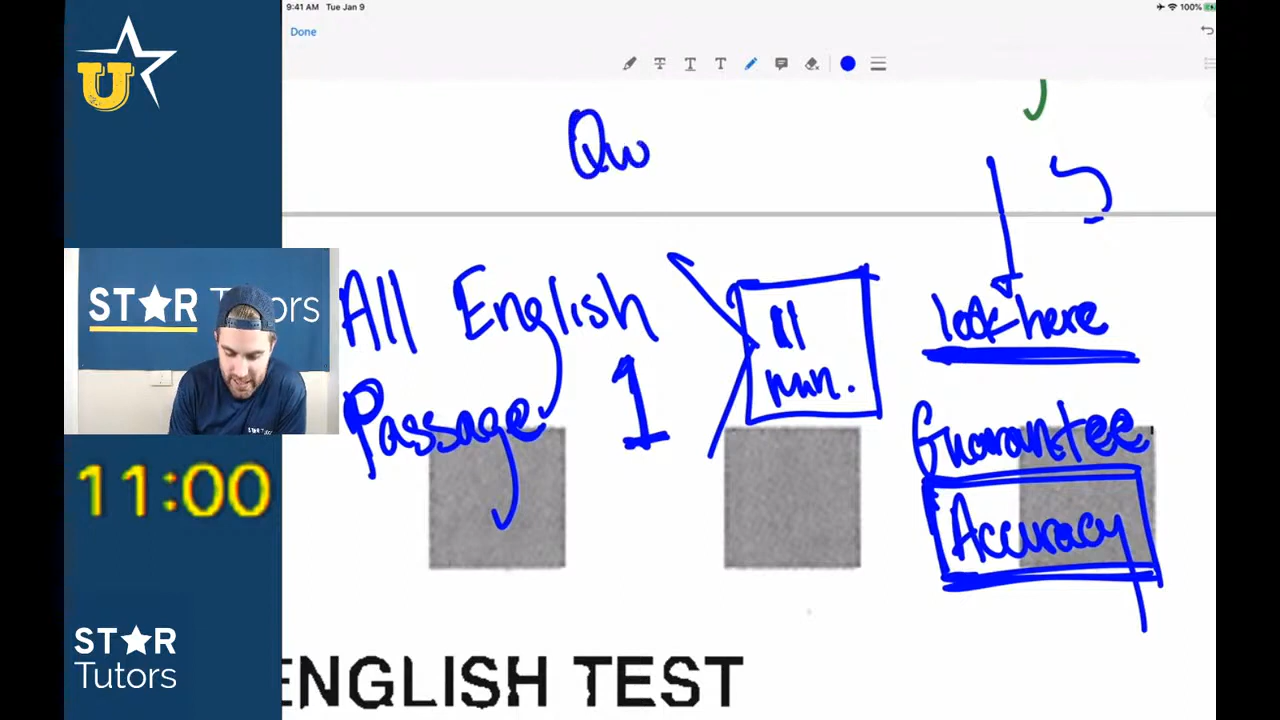 9:41 AM Tue Jan 9
100%
Done
U
Qw
All English
Passage 1
11
min.
look here
Guarantee
Accuracy
STAR Tutors
11:00
STAR
Tutors
ENGLISH TEST